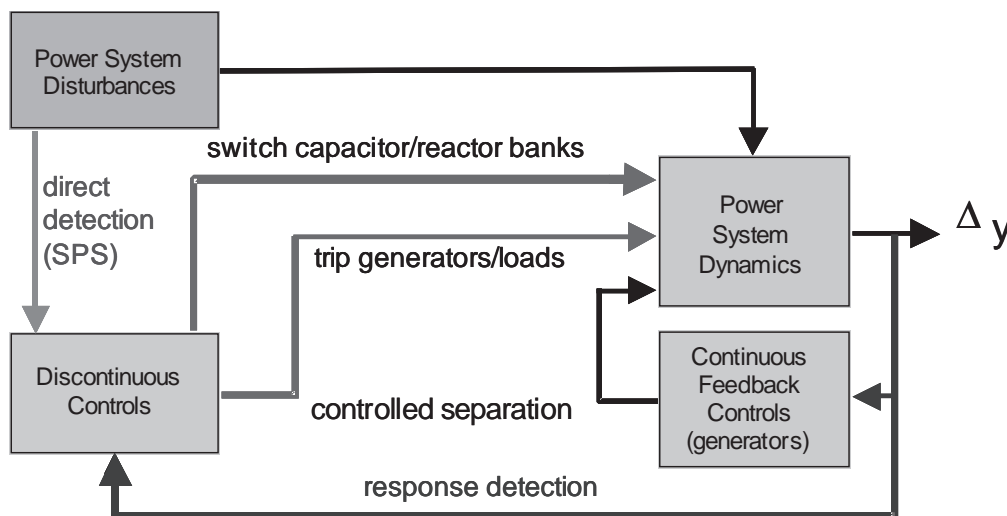 Power System
Disturbances
switch capacitor/reactor banks
direct
detection
(SPS)
trip generators/loads
Power
System
Dynamics
Δ y
Discontinuous
Controls
controlled separation
Continuous
Feedback
Controls
(generators)
response detection